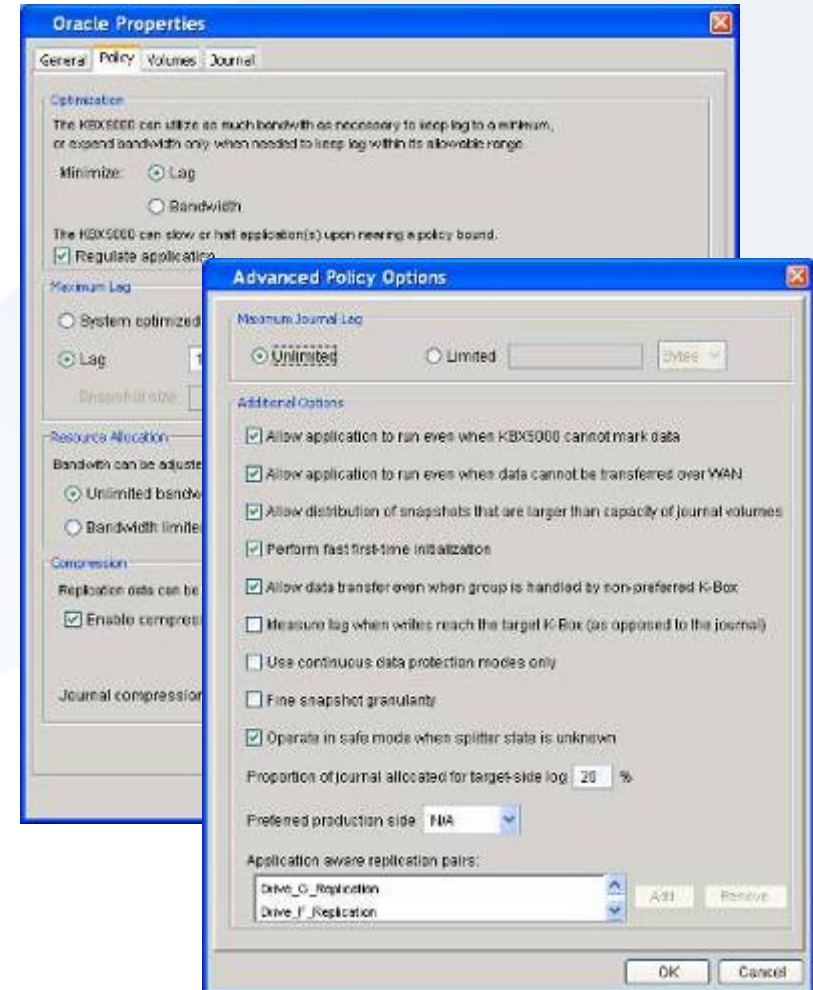 Oracle Properties
General Policy Volumes Journal
Optimization
The KBX5000 can utilize as much bandwith as necessary to keep lag to a minimum,
or expend bandwidth only when needed to keep lag within its allowable range.
Minimize: Lag
Bandwidth
The KBX5000 can slow or halt application(s) upon nearing a policy bound.
Regulate application
Maximum Lag
System optimized
Lag 1
Snapshot size
Resource Allocation
Bandwith can be adjuste
Unlimited bandw
Bandwidth limite
Compression
Replication data can be
Enable compress
Journal compression
Advanced Policy Options
Maximum Journal Lag
Unlimited Limited Bytes
Additional Options
Allow application to run even when KBX5000 cannot mark data
Allow application to run even when data cannot be transferred over WAN
Allow distribution of snapshots that are larger than capacity of journal volumes
Perform fast first-time initialization
Allow data transfer even when group is handled by non-preferred K-Box
Measure lag when writes reach the target K-Box (as opposed to the journal)
Use continuous data protection modes only
Fine snapshot granularity
Operate in safe mode when splitter state is unknown
Proportion of journal allocated for target-side log 20 %
Preferred production side N/A
Application aware replication pairs:
Drive_G_Replication
Drive_F_Replication
Add Remove
OK Cancel